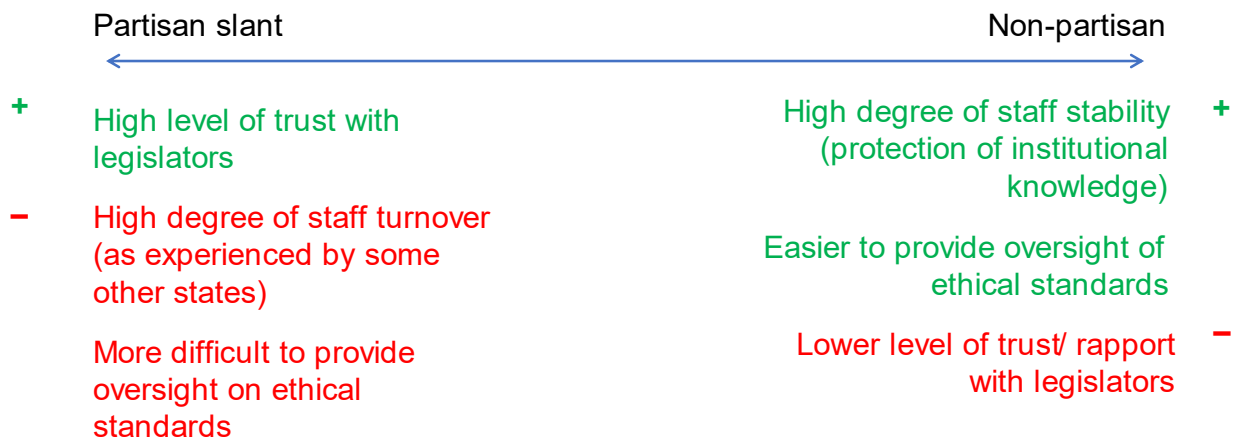 Partisan slant
Non-partisan
+
High level of trust with
legislators
–
High degree of staff turnover
(as experienced by some
other states)
More difficult to provide
oversight on ethical
standards
High degree of staff stability
(protection of institutional
knowledge)
+
Easier to provide oversight of
ethical standards
Lower level of trust/ rapport
with legislators
–